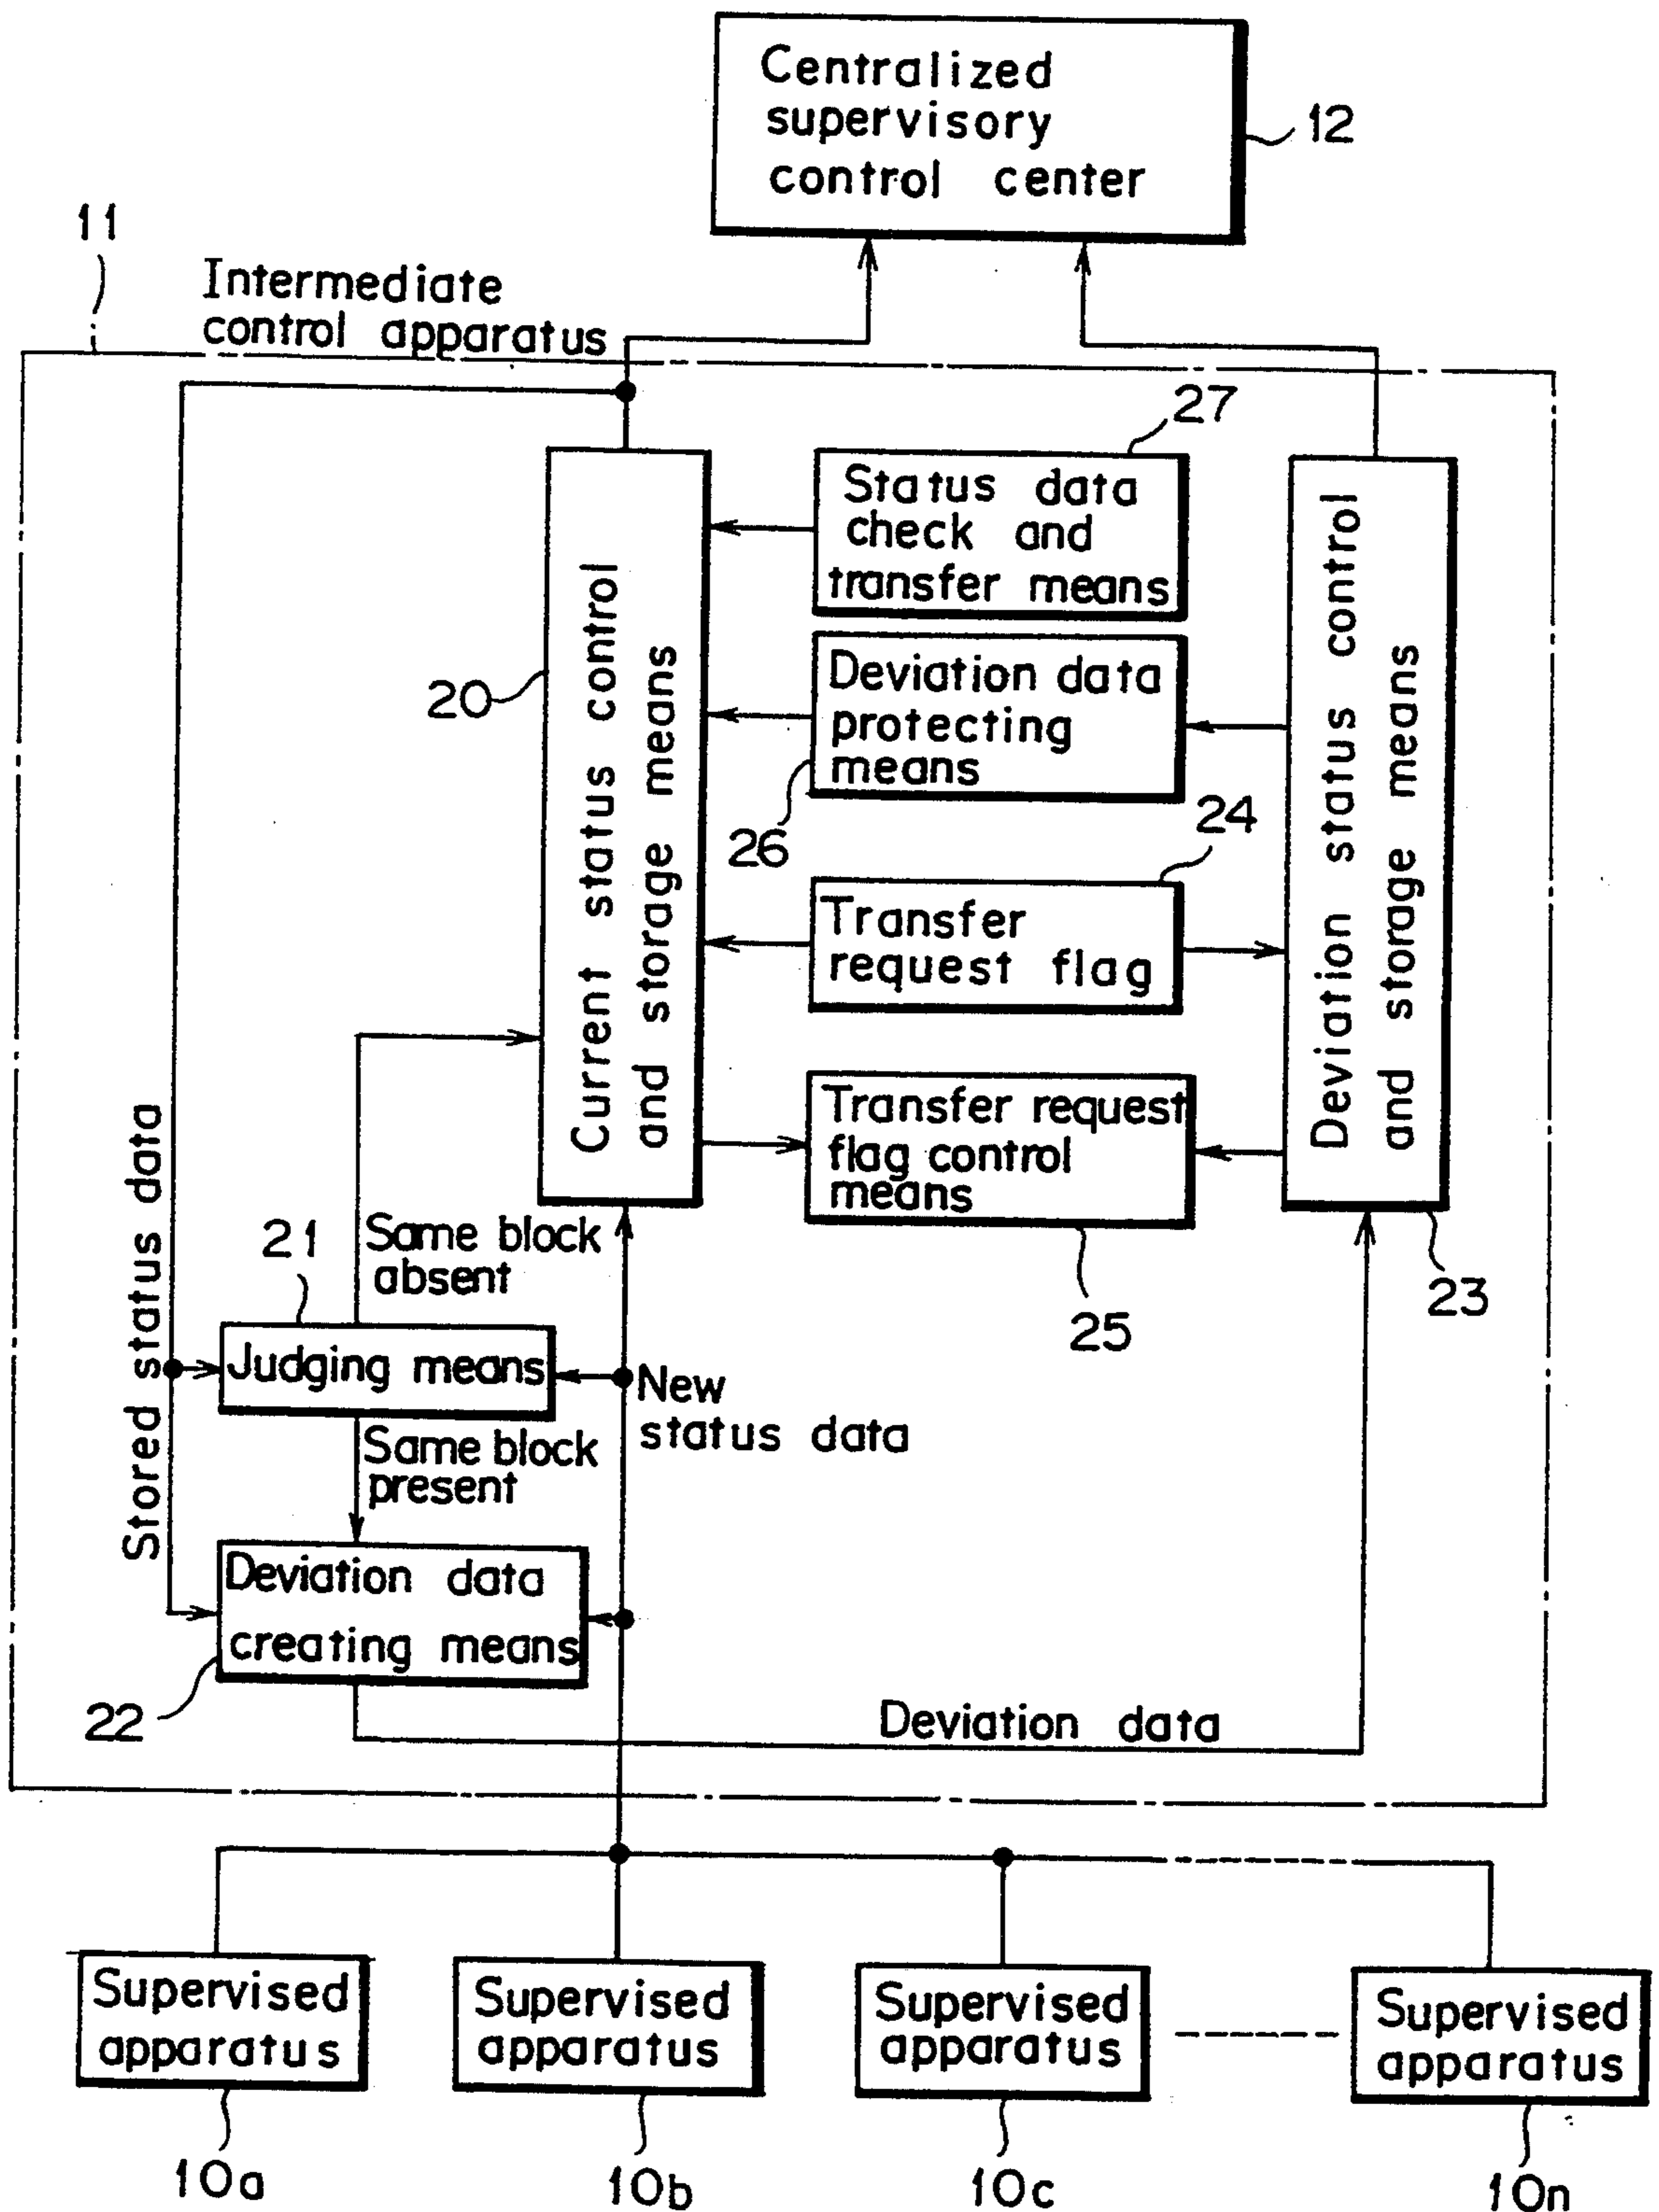 Centralized
supervisory
control center
12
11
Intermediate
control apparatus
27
Status data
check and
transfer means
Current status control
and storage means
20
Deviation data
protecting
means
26
Deviation status control
and storage means
24
Transfer
request flag
Transfer request
flag control
means
25
23
Stored status data
21
Same block
absent
Judging means
New
status data
Same block
present
Deviation data
creating means
22
Deviation data
Supervised
apparatus
Supervised
apparatus
Supervised
apparatus
Supervised
apparatus
10a
10b
10c
10n